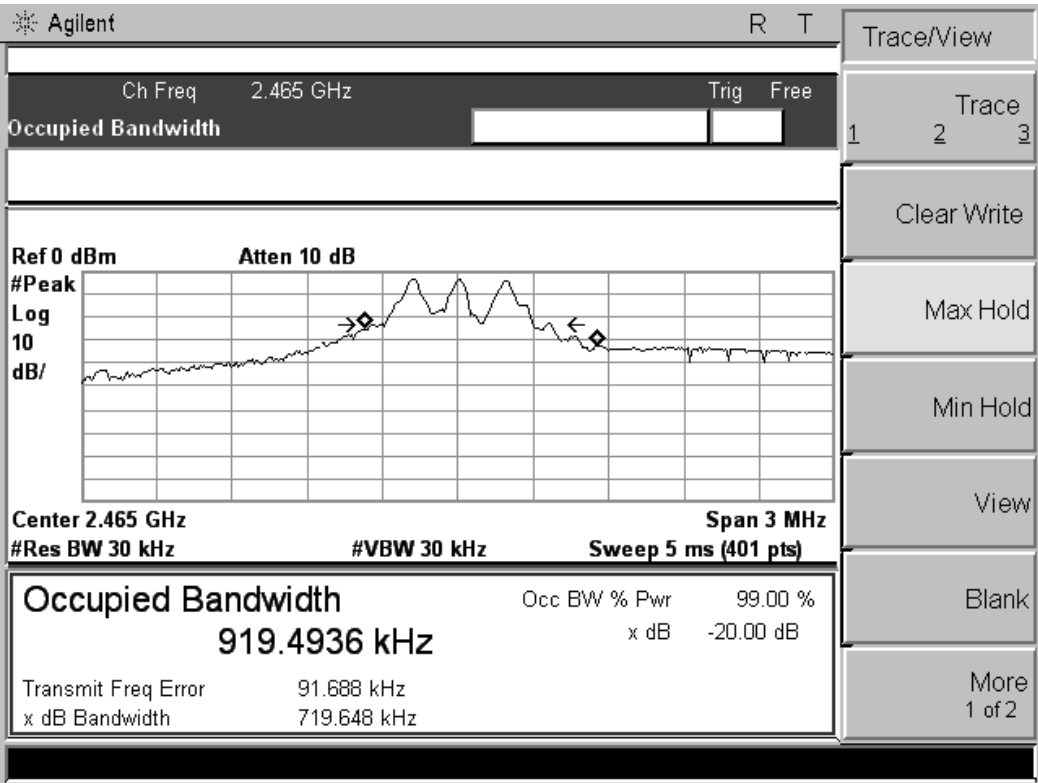 Agilent R T
Ch Freq 2.465 GHz Trig Free
Occupied Bandwidth
Ref 0 dBm Atten 10 dB
#Peak
Log
10
dB/
Center 2.465 GHz Span 3 MHz
#Res BW 30 kHz #VBW 30 kHz Sweep 5 ms (401 pts)
Occupied Bandwidth Occ BW % Pwr 99.00 %
919.4936 kHz x dB -20.00 dB
Transmit Freq Error 91.688 kHz
x dB Bandwidth 719.648 kHz
Trace/View
Trace
1 2 3
Clear Write
Max Hold
Min Hold
View
Blank
More
1 of 2